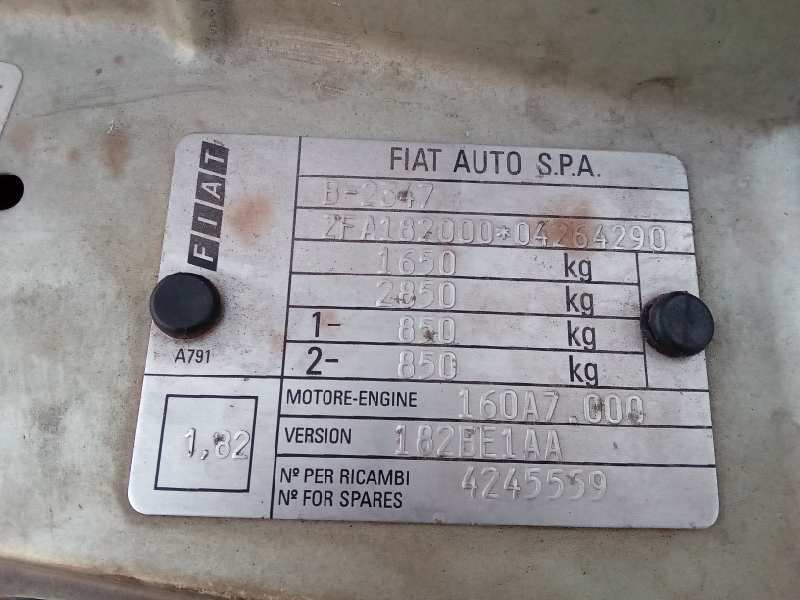 FIAT
FIAT AUTO S.P.A.
B-2647
ZFA182000*04264290
1650 kg
2850 kg
1- 850 kg
2- 850 kg
A791
MOTORE-ENGINE 160A7.000
1,82
VERSION 182BE1AA
Nº PER RICAMBI
Nº FOR SPARES
4245559